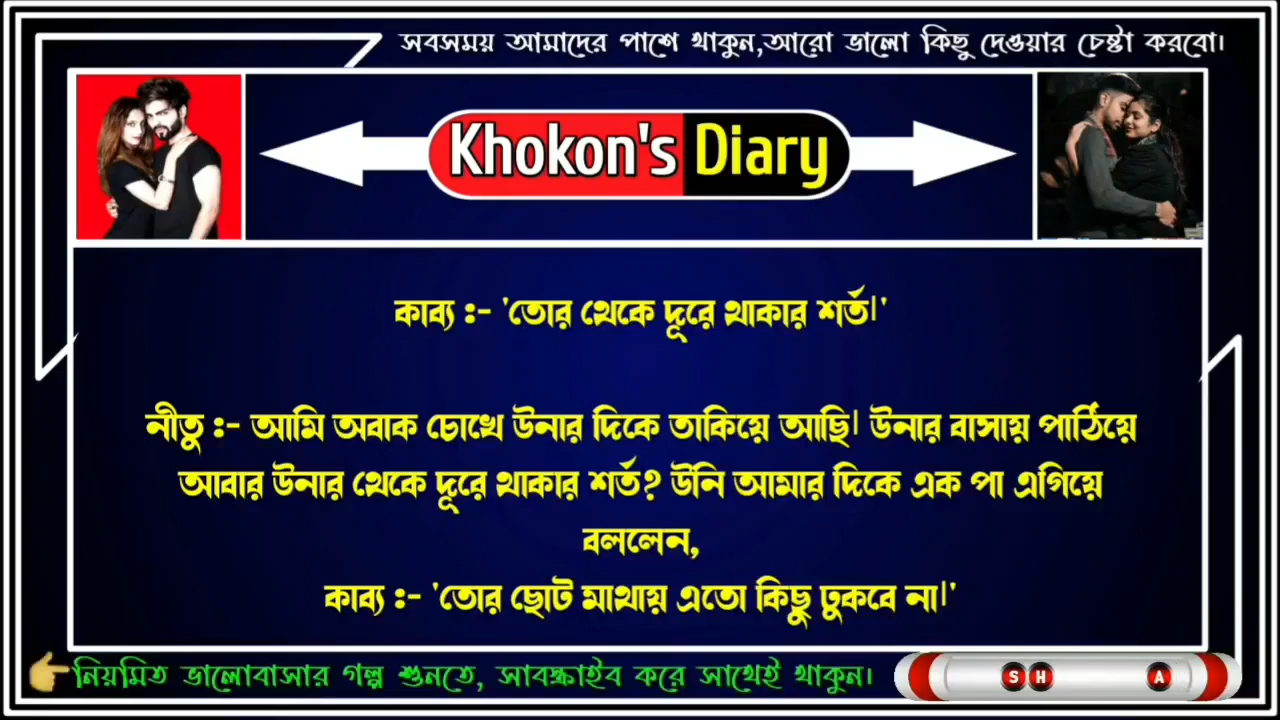 সবসময় আমাদের পাশে থাকুন,আরো ভালো কিছু দেওয়ার চেষ্টা করবো।
Khokon's Diary
কাব্য :- 'তোর থেকে দূরে থাকার শর্ত।'
নীতু :- আমি অবাক চোখে উনার দিকে তাকিয়ে আছি। উনার বাসায় পাঠিয়ে
আবার উনার থেকে দূরে থাকার শর্ত? উনি আমার দিকে এক পা এগিয়ে
বললেন,
কাব্য :- 'তোর ছোট মাথায় এতো কিছু ঢুকবে না।'
নিয়মিত ভালোবাসার গল্প শুনতে, সাবস্ক্রাইব করে সাথেই থাকুন।
S H A